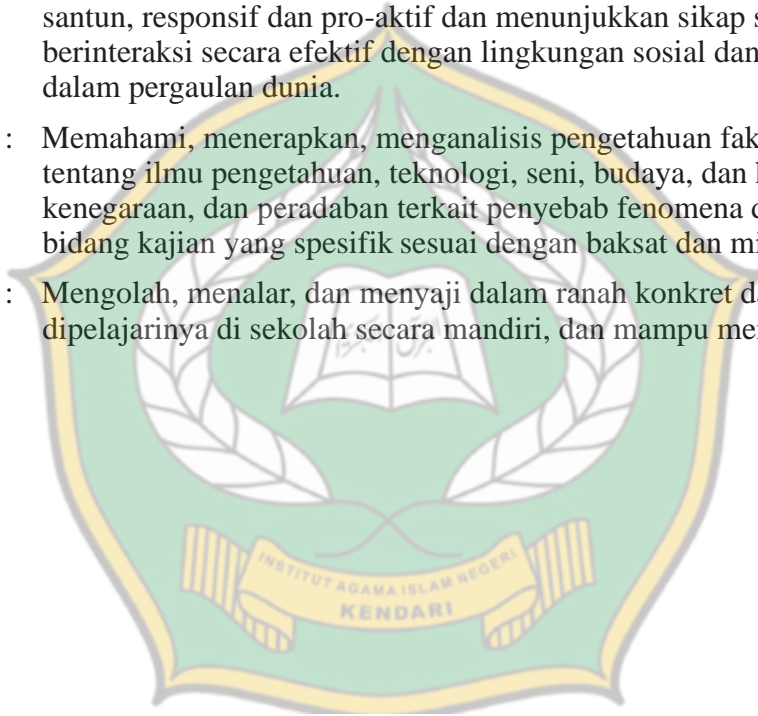 santun, responsif dan pro-aktif dan menunjukkan sikap s
berinteraksi secara efektif dengan lingkungan sosial dan
dalam pergaulan dunia.
: Memahami, menerapkan, menganalisis pengetahuan fak
tentang ilmu pengetahuan, teknologi, seni, budaya, dan
kenegaraan, dan peradaban terkait penyebab fenomena
bidang kajian yang spesifik sesuai dengan baksat dan mi
: Mengolah, menalar, dan menyaji dalam ranah konkret da
dipelajarinya di sekolah secara mandiri, dan mampu me
INSTITUT AGAMA ISLAM NEGERI
KENDARI